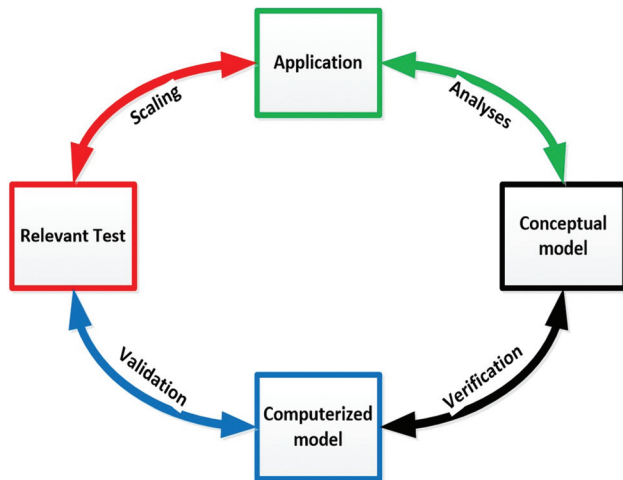 Application
Scaling
Analyses
Relevant Test
Conceptual
model
Validation
Verification
Computerized
model